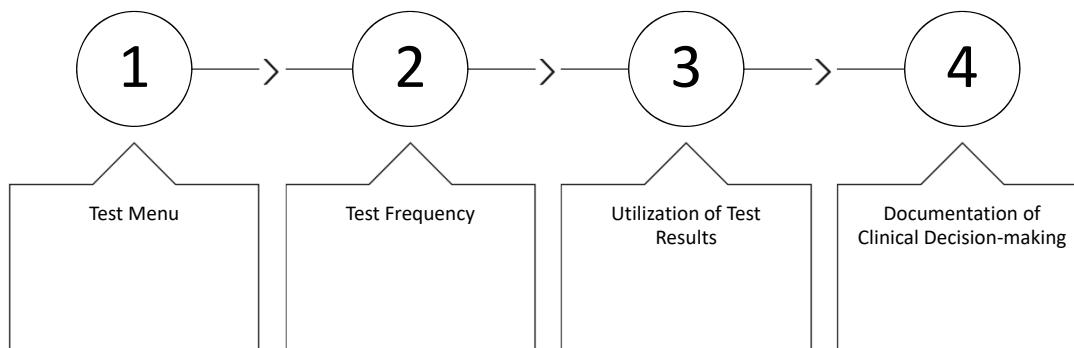 1
2
3
4
Test Menu
Test Frequency
Utilization of Test
Results
Documentation of
Clinical Decision-making